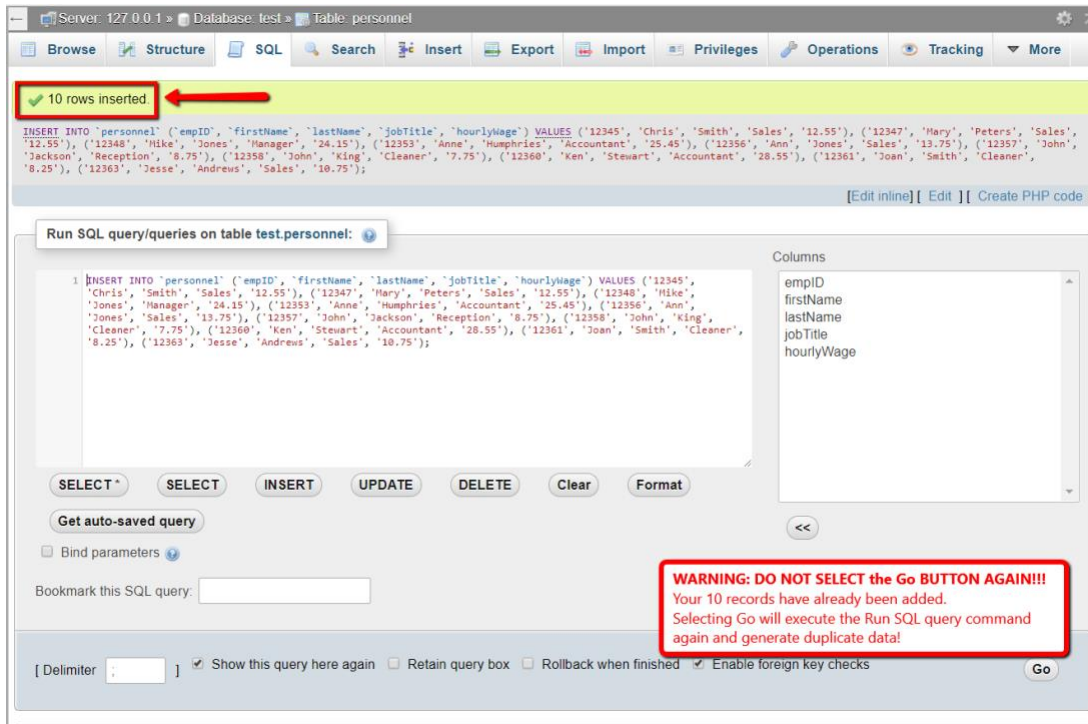 Server: 127.0.0.1 » Database: test » Table: personnel
Browse Structure SQL Search Insert Export Import Privileges Operations Tracking More
10 rows inserted.
INSERT INTO `personnel` (`empID`, `firstName`, `lastName`, `jobTitle`, `hourlyWage`) VALUES ('12345', 'Chris', 'Smith', 'Sales', '12.55'), ('12347', 'Mary', 'Peters', 'Sales',
'12.55'), ('12348', 'Mike', 'Jones', 'Manager', '24.15'), ('12353', 'Anne', 'Humphries', 'Accountant', '25.45'), ('12356', 'Ann', 'Jones', 'Sales', '13.75'), ('12357', 'John',
'Jackson', 'Reception', '8.75'), ('12358', 'John', 'King', 'Cleaner', '7.75'), ('12360', 'Ken', 'Stewart', 'Accountant', '28.55'), ('12361', 'Joan', 'Smith', 'Cleaner',
'8.25'), ('12363', 'Jesse', 'Andrews', 'Sales', '10.75');
[Edit inline] [ Edit ] [ Create PHP code
Run SQL query/queries on table test.personnel:
Columns
1 INSERT INTO `personnel` (`empID`, `firstName`, `lastName`, `jobTitle`, `hourlyWage`) VALUES ('12345',
'Chris', 'Smith', 'Sales', '12.55'), ('12347', 'Mary', 'Peters', 'Sales', '12.55'), ('12348', 'Mike',
'Jones', 'Manager', '24.15'), ('12353', 'Anne', 'Humphries', 'Accountant', '25.45'), ('12356', 'Ann',
'Jones', 'Sales', '13.75'), ('12357', 'John', 'Jackson', 'Reception', '8.75'), ('12358', 'John', 'King',
'Cleaner', '7.75'), ('12360', 'Ken', 'Stewart', 'Accountant', '28.55'), ('12361', 'Joan', 'Smith', 'Cleaner',
'8.25'), ('12363', 'Jesse', 'Andrews', 'Sales', '10.75');
empID
firstName
lastName
jobTitle
hourlyWage
SELECT * SELECT INSERT UPDATE DELETE Clear Format
Get auto-saved query
<<
Bind parameters
Bookmark this SQL query:
WARNING: DO NOT SELECT the Go BUTTON AGAIN!!!
Your 10 records have already been added.
Selecting Go will execute the Run SQL query command
again and generate duplicate data!
[ Delimiter ; ] Show this query here again Retain query box Rollback when finished Enable foreign key checks
Go